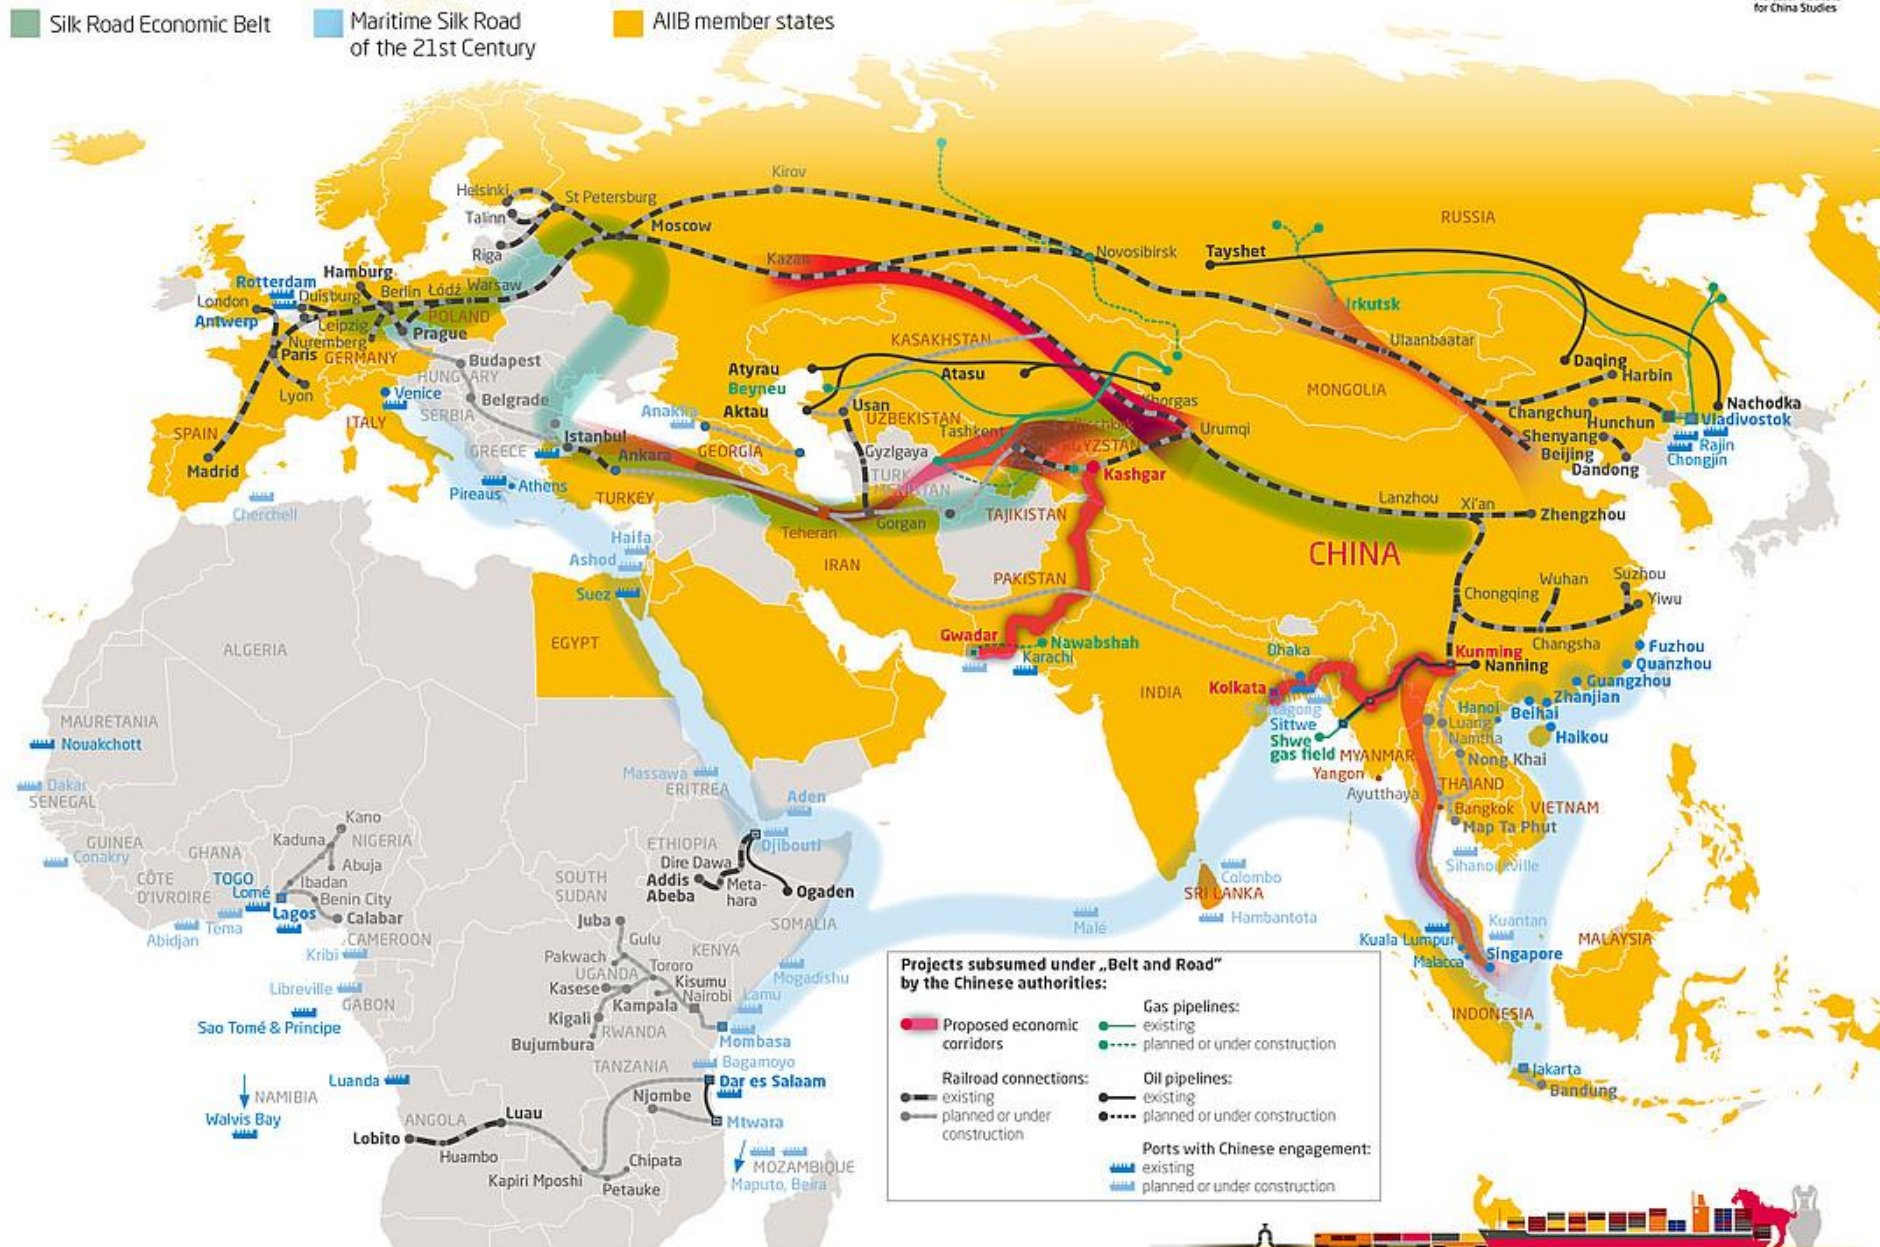 for China Studies
Silk Road Economic Belt
Maritime Silk Road
of the 21st Century
AIIB member states
Kirov
Helsinki
St Petersburg
Talinn
Moscow
RUSSIA
Riga
Kazan
Novosibirsk
Tayshet
Hamburg
Rotterdam
London
Duisburg
Berlin
Łódź
Warsaw
Antwerp
Leipzig
POLAND
Irkutsk
Nuremberg
Prague
Paris
GERMANY
Budapest
KASAKHSTAN
Ulaanbaatar
HUNGARY
Atyrau
Atasu
Daqing
Harbin
Lyon
Venice
Belgrade
Beyneu
MONGOLIA
SERBIA
Anaklia
Aktau
Usan
Khorgas
Changchun
Nachodka
ITALY
UZBEKISTAN
Hunchun
Vladivostok
SPAIN
Istanbul
Tashkent
Bischkek
Urumqi
Shenyang
Rajin
GREECE
Ankara
GEORGIA
Gyzlgaya
Beijing
Chongjin
Madrid
TURK
MENISTAN
Kashgar
Dandong
Pireaus
Athens
TURKEY
Lanzhou
Xi'an
Cherchell
Gorgan
TAJIKISTAN
Zhengzhou
Teheran
Haifa
CHINA
Ashod
IRAN
PAKISTAN
Wuhan
Suzhou
Suez
Chongqing
Yiwu
Gwadar
Nawabshah
Changsha
ALGERIA
EGYPT
Karachi
Dhaka
Kunming
Fuzhou
Nanning
Quanzhou
INDIA
Kolkata
Guangzhou
Hanoi
Zhanjian
MAURETANIA
Sittwe
Luang
Namtha
Beihai
Nouakchott
Shwe
gas field
MYANMAR
Haikou
Massawa
Yangon
Nong Khai
Dakar
ERITREA
Aden
Ayutthaya
THAILAND
SENEGAL
Bangkok
VIETNAM
Kano
Map Ta Phut
GUINEA
Kaduna
NIGERIA
ETHIOPIA
Djibouti
Conakry
GHANA
Abuja
Dire Dawa
Sihanoukville
CÔTE
D'IVOIRE
TOGO
Ibadan
SOUTH
SUDAN
Addis
Abeba
Meta-
hara
Ogaden
Colombo
Lomé
Benin City
SRI LANKA
Lagos
Calabar
Juba
SOMALIA
Malé
Hambantota
Kuantan
Tema
Abidjan
CAMEROON
Gulu
Kuala Lumpur
MALAYSIA
Kribi
Pakwach
KENYA
Singapore
UGANDA
Tororo
Mogadishu
Malacca
Libreville
Kasese
Kisumu
GABON
Kampala
Nairobi
Lamu
Sao Tomé & Principe
Kigali
RWANDA
INDONESIA
Bujumbura
Mombasa
TANZANIA
Bagamoyo
Jakarta
Luanda
Dar es Salaam
Bandung
NAMIBIA
Njombe
Walvis Bay
ANGOLA
Luau
Mtwara
Lobito
Huambo
Chipata
MOZAMBIQUE
Kapiri Mposhi
Petauke
Maputo, Beira
Projects subsumed under „Belt and Road"
by the Chinese authorities:
Proposed economic
corridors
Railroad connections:
existing
planned or under
construction
Gas pipelines:
existing
planned or under construction
Oil pipelines:
existing
planned or under construction
Ports with Chinese engagement:
existing
planned or under construction